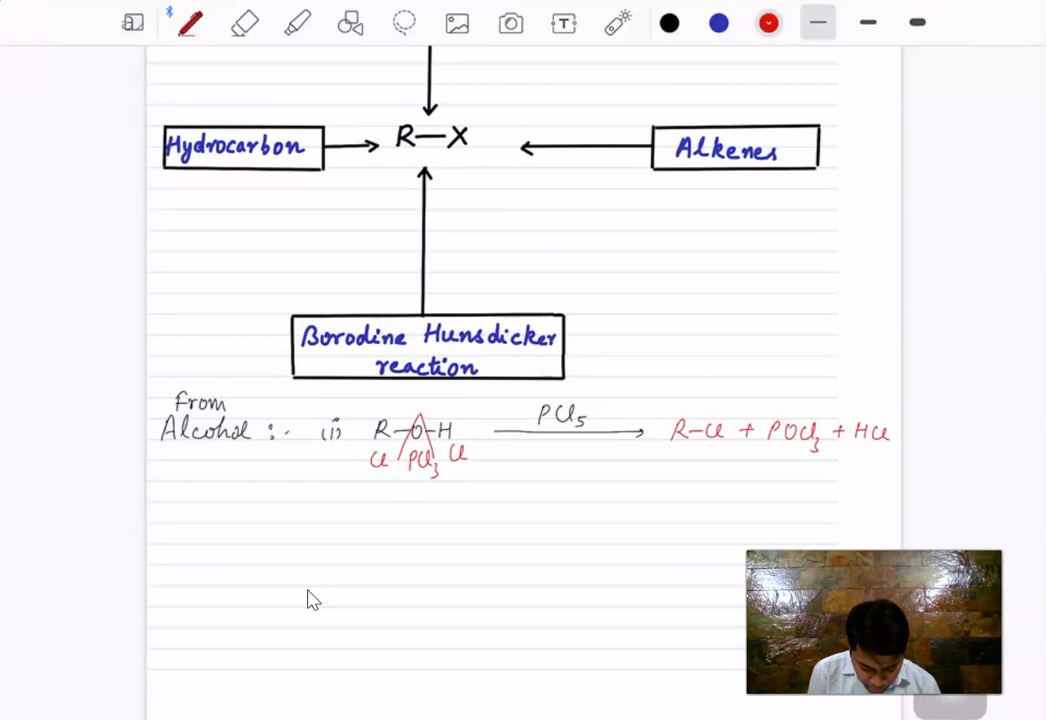 Hydrocarbon
R—X
Alkenes
Borodine Hunsdicker
reaction
From
Alcohol :- (i) R—O—H PCl5 R-Cl + POCl3 + HCl
Cl PCl3 Cl